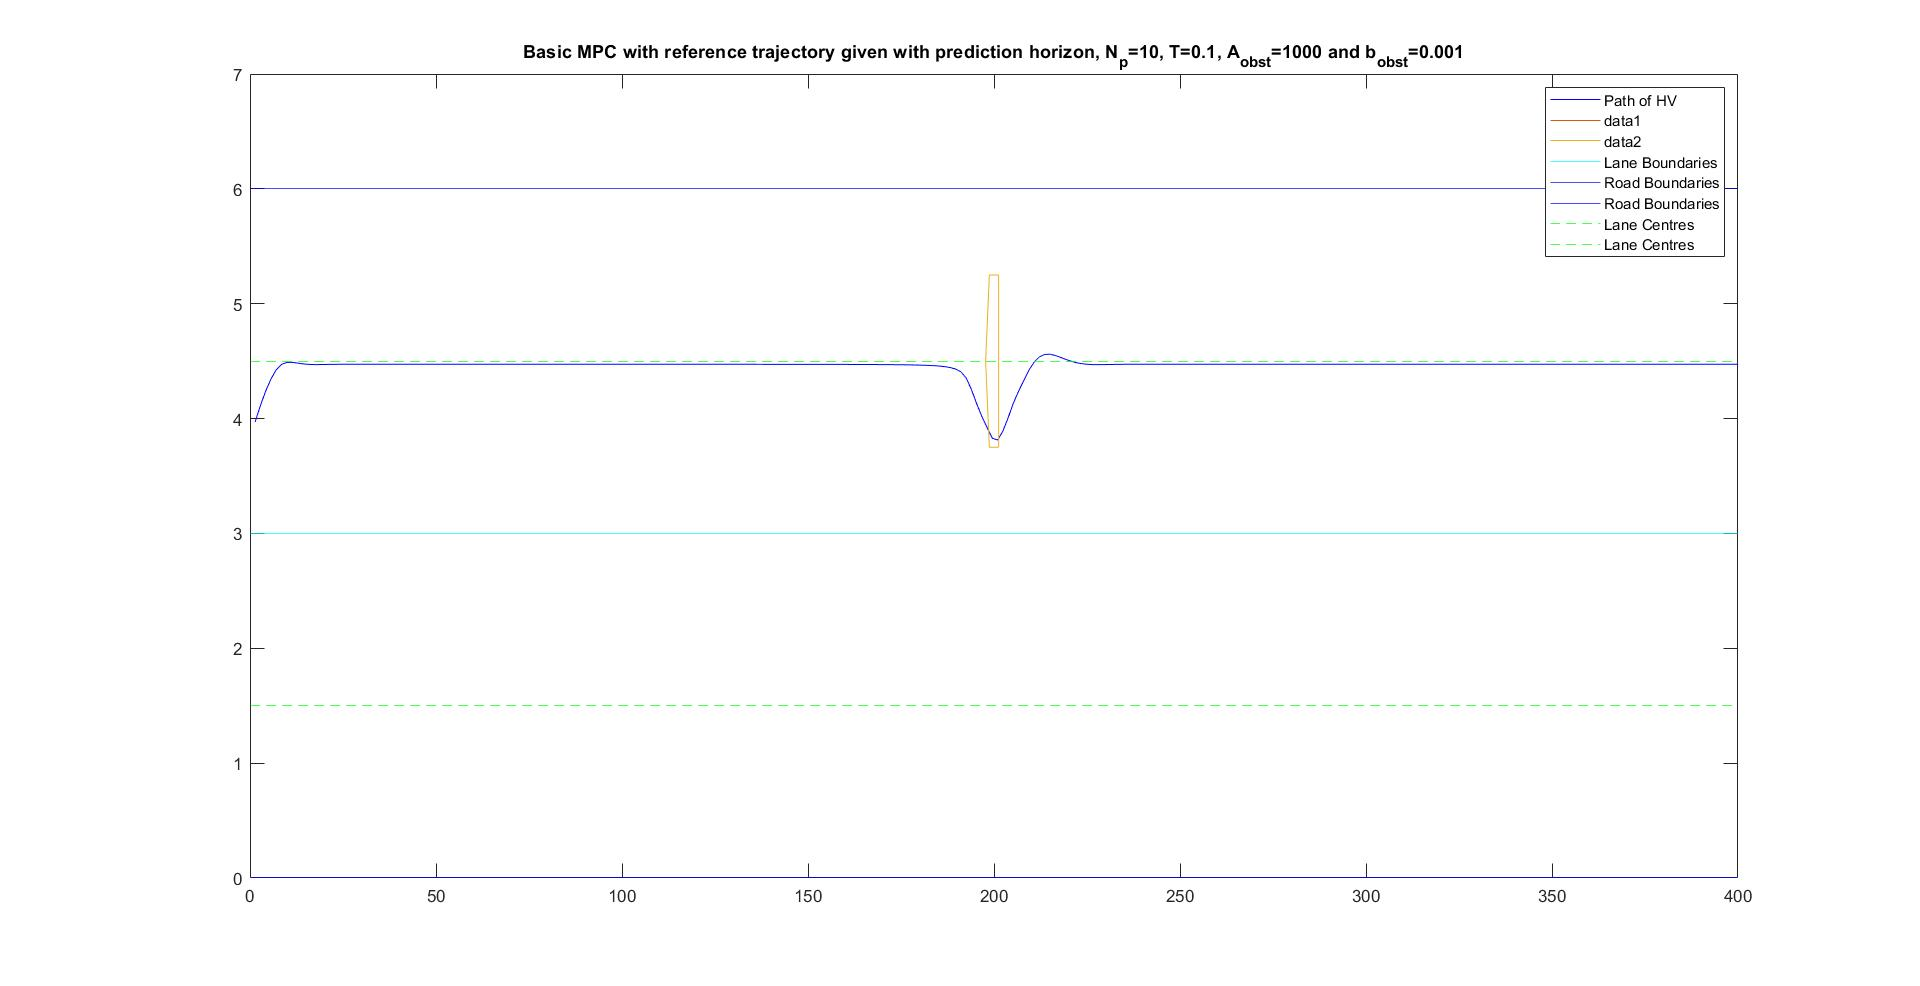 Basic MPC with reference trajectory given with prediction horizon, Np=10, T=0.1, Aobst=1000 and bobst=0.001
7
6
5
4
3
2
1
0
Path of HV
data1
data2
Lane Boundaries
Road Boundaries
Road Boundaries
Lane Centres
Lane Centres
0 50 100 150 200 250 300 350 400